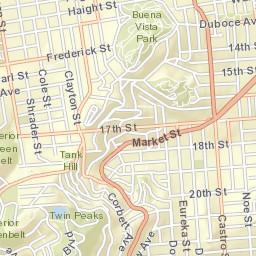 Haight St
Buena
Vista
Park
Duboce Ave
14th St
Frederick St
15th St
Ave
Cole St
Clayton St
Shrader St
17th St
Market St
18th St
Tank
Hill
20th St
Twin Peaks
Corbett Ave
Eureka St
Castro St
Noe St